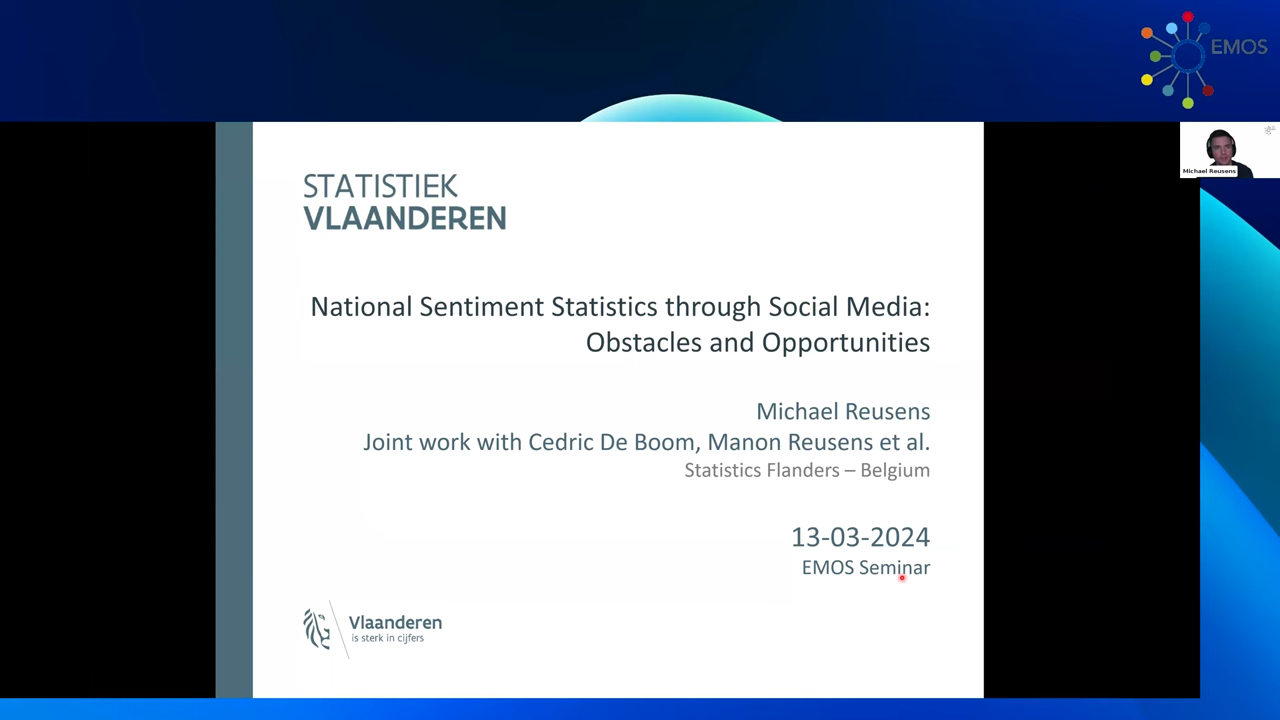 EMOS
Michael Reusens
STATISTIEK
VLAANDEREN
National Sentiment Statistics through Social Media:
Obstacles and Opportunities
Michael Reusens
Joint work with Cedric De Boom, Manon Reusens et al.
Statistics Flanders – Belgium
13-03-2024
EMOS Seminar
Vlaanderen
is sterk in cijfers